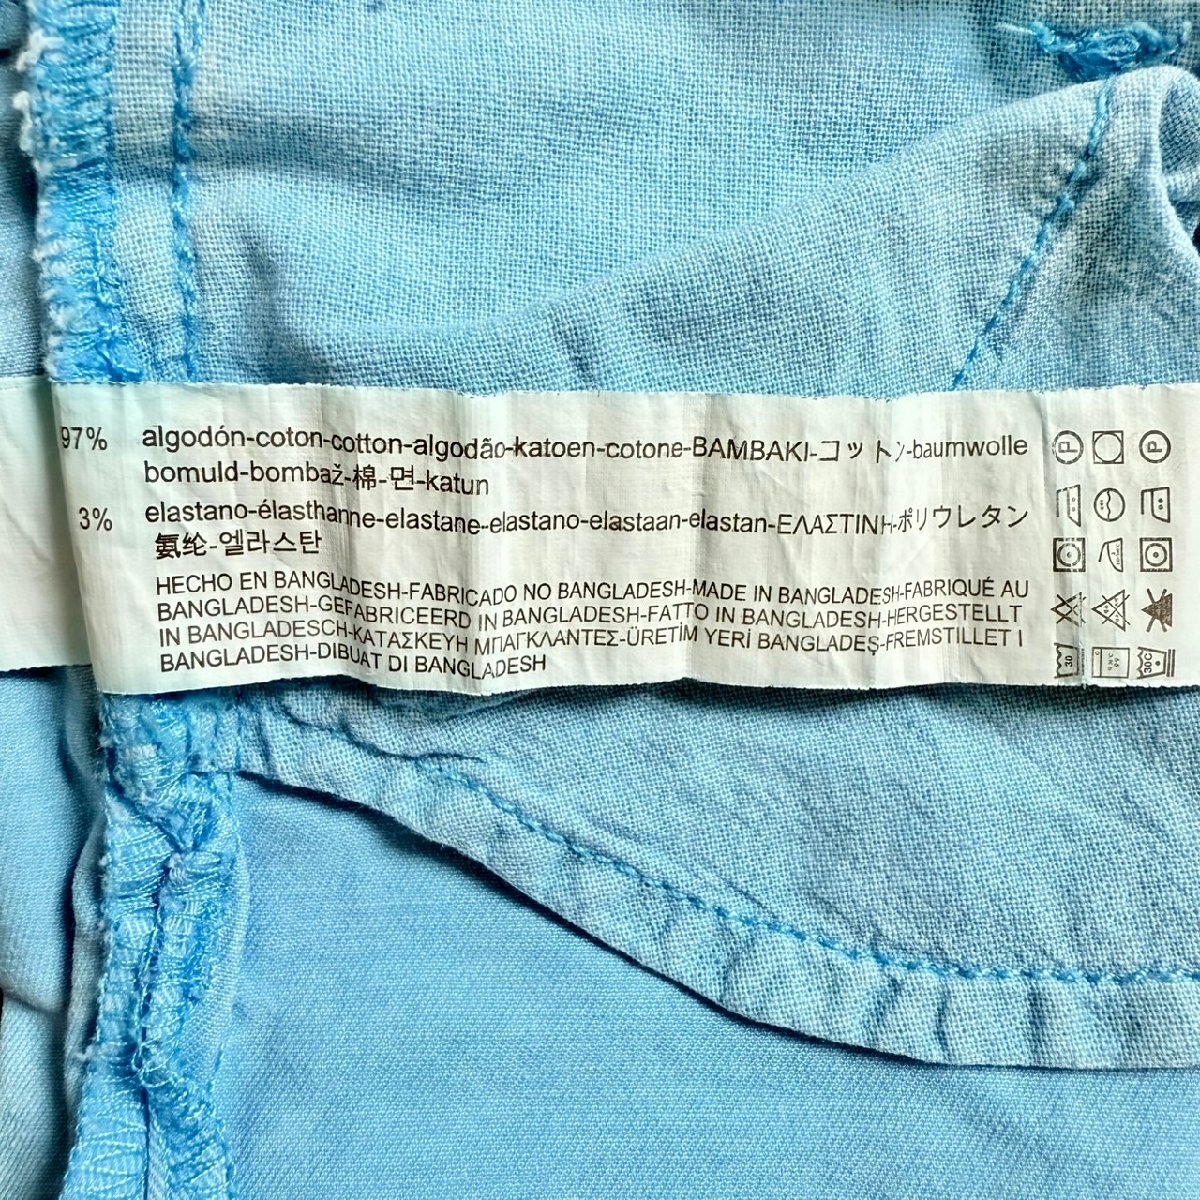 97% algodón-coton-cotton-algodão-katoen-cotone-BAMBAKI-コットン-baumwolle
bomuld-bombaž-棉-면-katun
3% elastano-élasthanne-elastane-elastano-elastaan-elastan-ΕΛΑΣΤΙΝΗ-ポリウレタン
氨纶-엘라스탄
HECHO EN BANGLADESH-FABRICADO NO BANGLADESH-MADE IN BANGLADESH-FABRIQUÉ AU
BANGLADESH-GEFABRICEERD IN BANGLADESH-FATTO IN BANGLADESH-HERGESTELLT
IN BANGLADESCH-ΚΑΤΑΣΚΕΥΗ ΜΠΑΓΚΛΑΝΤΕΣ-ÜRETİM YERİ BANGLADEŞ-FREMSTILLET I
BANGLADESH-DIBUAT DI BANGLADESH
P P
30 30C